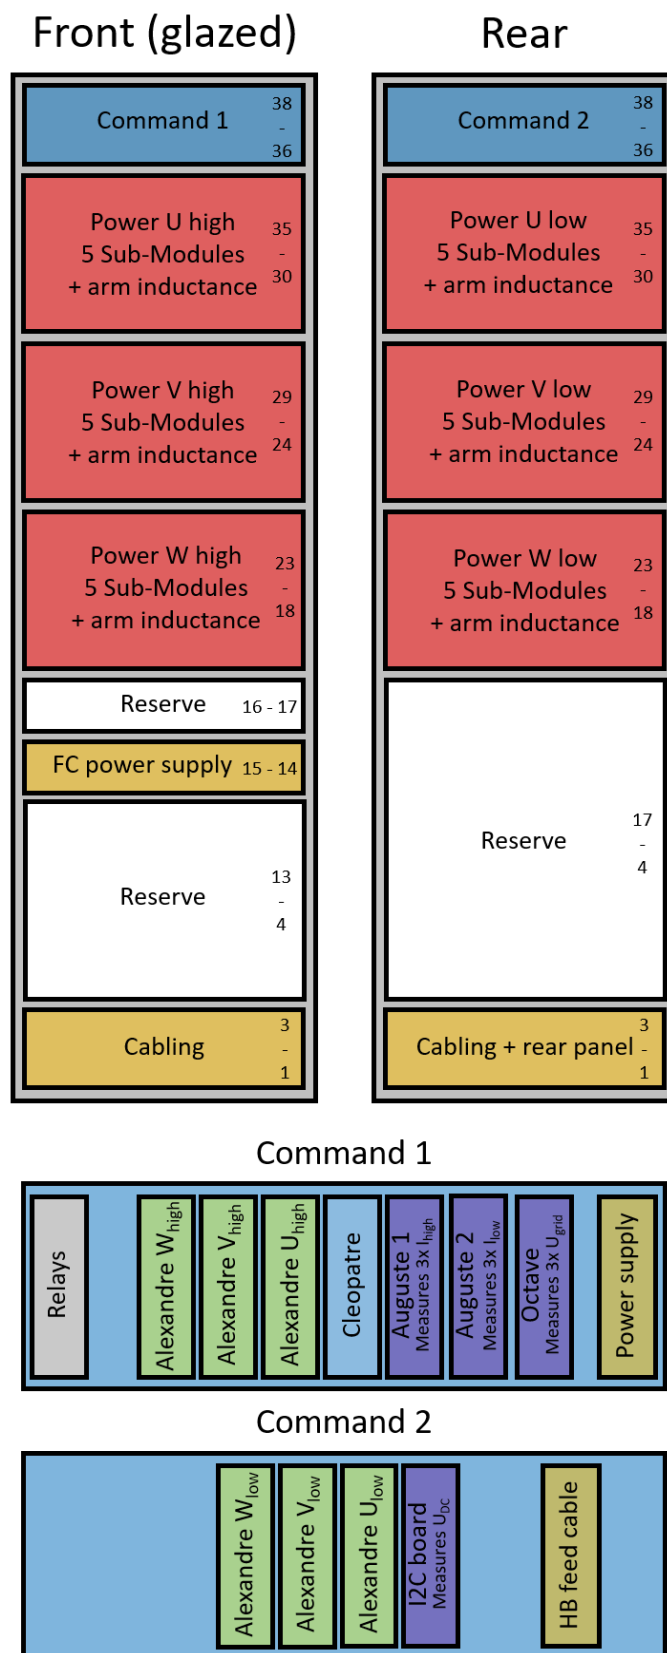 Front (glazed)
Command 1
38
-
36
Power U high
5 Sub-Modules
+ arm inductance
35
-
30
Power V high
5 Sub-Modules
+ arm inductance
29
-
24
Power W high
5 Sub-Modules
+ arm inductance
23
-
18
Reserve
16 - 17
FC power supply
15 - 14
Reserve
13
-
4
Cabling
3
-
1
Rear
Command 2
38
-
36
Power U low
5 Sub-Modules
+ arm inductance
35
-
30
Power V low
5 Sub-Modules
+ arm inductance
29
-
24
Power W low
5 Sub-Modules
+ arm inductance
23
-
18
Reserve
17
-
4
Cabling + rear panel
3
-
1
Command 1
Relays
Alexandre Whigh
Alexandre Vhigh
Alexandre Uhigh
Cleopatre
Auguste 1
Measures 3x Ihigh
Auguste 2
Measures 3x Ilow
Octave
Measures 3x Ugrid
Power supply
Command 2
Alexandre Wlow
Alexandre Vlow
Alexandre Ulow
I2C board
Measures UDC
HB feed cable